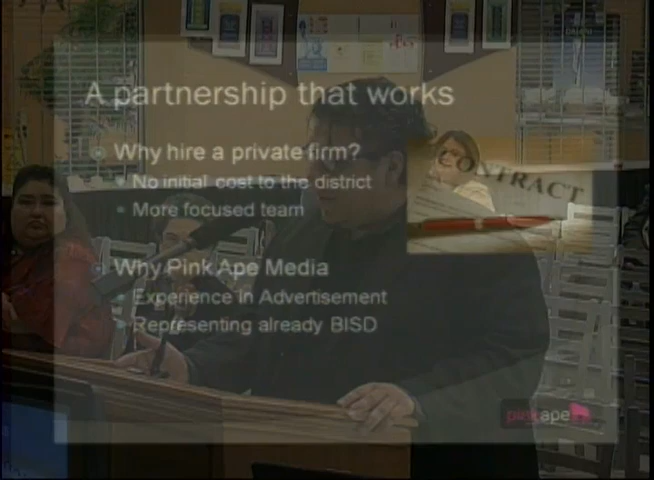 A partnership that works
Why hire a private firm?
No initial cost to the district
More focused team
CONTRACT
Why Pink Ape Media
Experience in Advertisement
Representing already BISD
pinkape